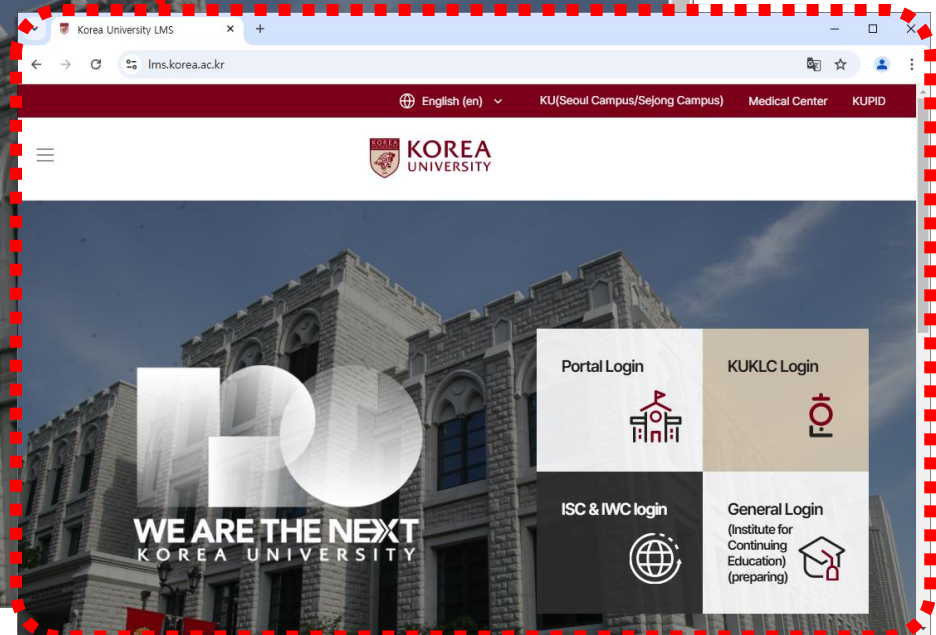 Korea University LMS
lms.korea.ac.kr
English (en)
KU(Seoul Campus/Sejong Campus)
Medical Center
KUPID
KOREA
KOREA
UNIVERSITY
Portal Login
KUKLC Login
WE ARE THE NEXT
KOREA UNIVERSITY
ISC & IWC login
General Login
(Institute for
Continuing
Education)
(preparing)